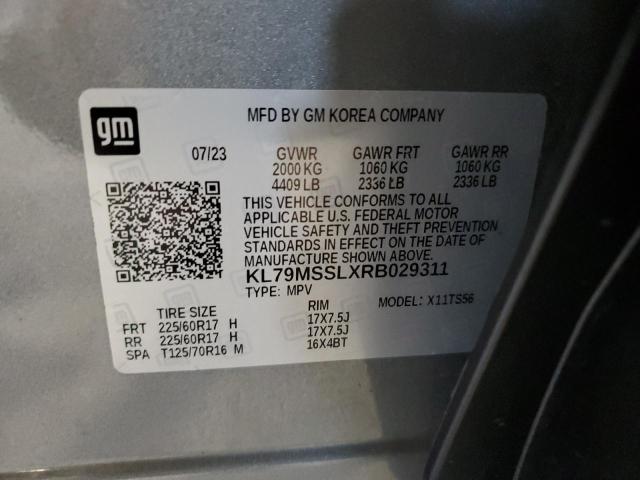 gm
MFD BY GM KOREA COMPANY
07/23 GVWR GAWR FRT GAWR RR
2000 KG 1060 KG 1060 KG
4409 LB 2336 LB 2336 LB
THIS VEHICLE CONFORMS TO ALL
APPLICABLE U.S. FEDERAL MOTOR
VEHICLE SAFETY AND THEFT PREVENTION
STANDARDS IN EFFECT ON THE DATE OF
MANUFACTURE SHOWN ABOVE.
KL79MSSLXRB029311
TYPE: MPV MODEL: X11TS56
TIRE SIZE RIM
FRT 225/60R17 H 17X7.5J
RR 225/60R17 H 17X7.5J
SPA T125/70R16 M 16X4BT